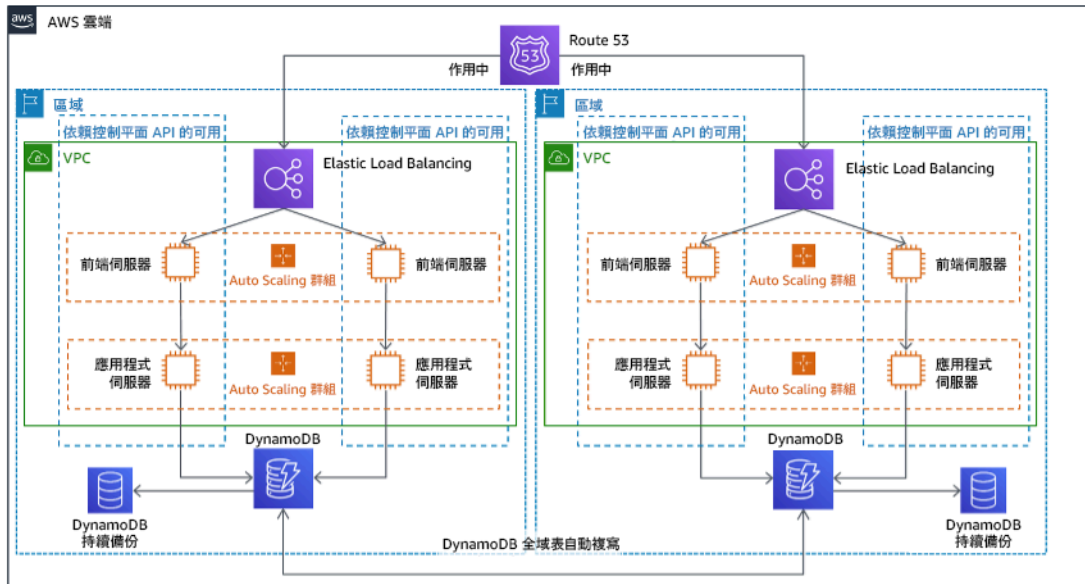 aws
AWS 雲端
Route 53
53
作用中
作用中
區域
依賴控制平面 API 的可用
依賴控制平面 API 的可用
VPC
Elastic Load Balancing
前端伺服器
Auto Scaling 群組
前端伺服器
應用程式
伺服器
Auto Scaling 群組
應用程式
伺服器
DynamoDB
DynamoDB
持續備份
區域
依賴控制平面 API 的可用
依賴控制平面 API 的可用
VPC
Elastic Load Balancing
前端伺服器
Auto Scaling 群組
前端伺服器
應用程式
伺服器
Auto Scaling 群組
應用程式
伺服器
DynamoDB
DynamoDB
持續備份
DynamoDB 全域表自動複寫